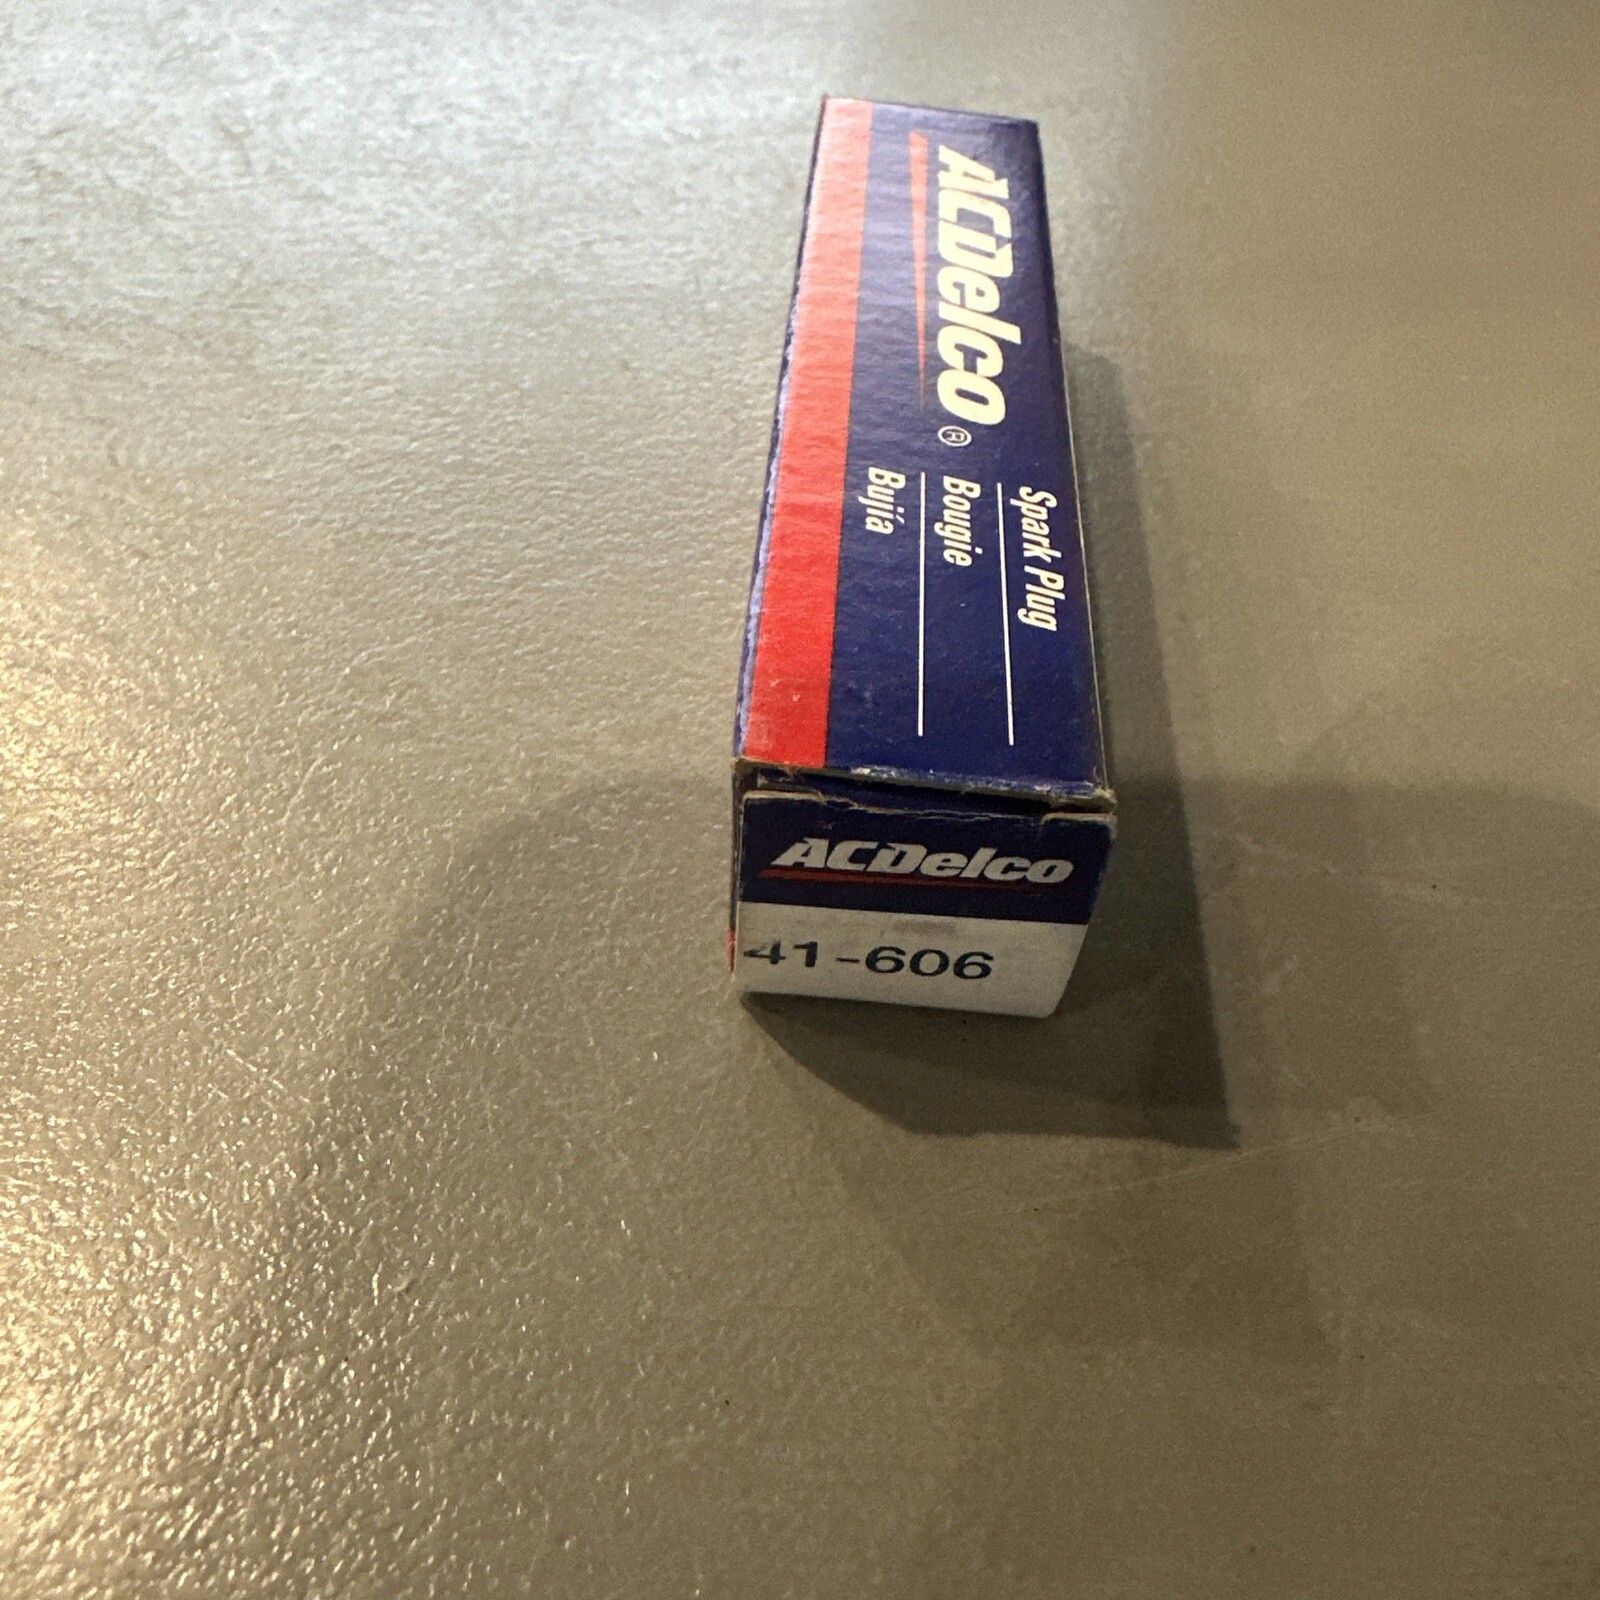 ACDelco®
Spark Plug
Bougie
Bujía
ACDelco
41-606